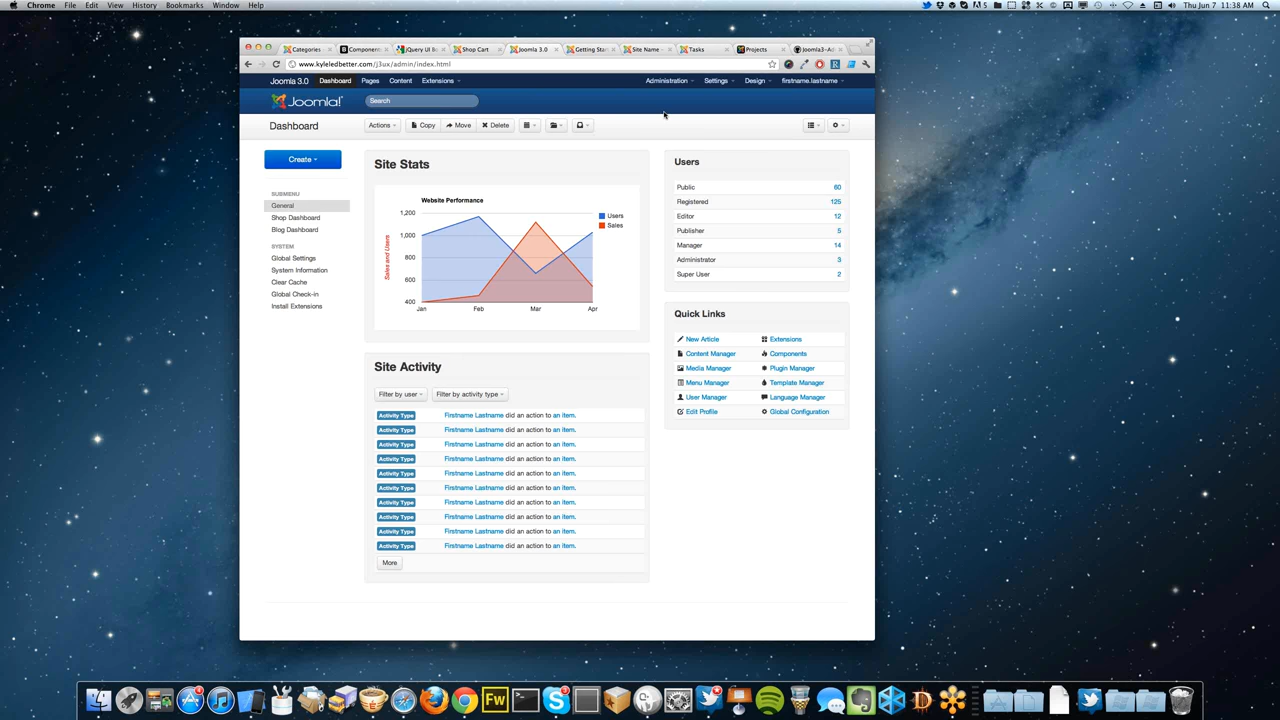 Chrome File Edit View History Bookmarks Window Help
5 Thu Jun 7 11:38 AM
Categories Component jQuery UI Bo Shop Cart Joomla 3.0 Getting Star Site Name Tasks Projects Joomla3-Ad
www.kyleledbetter.com/j3ux/admin/index.html
Joomla 3.0 Dashboard Pages Content Extensions Administration Settings Design firstname.lastname
Joomla! Search
Dashboard Actions Copy Move Delete
Create
SUBMENU
General
Shop Dashboard
Blog Dashboard
SYSTEM
Global Settings
System Information
Clear Cache
Global Check-in
Install Extensions
Site Stats
Website Performance
1,200
1,000
800
600
400
Sales and Users
Jan Feb Mar Apr
Users
Sales
Site Activity
Filter by user Filter by activity type
Activity Type Firstname Lastname did an action to an item.
Activity Type Firstname Lastname did an action to an item.
Activity Type Firstname Lastname did an action to an item.
Activity Type Firstname Lastname did an action to an item.
Activity Type Firstname Lastname did an action to an item.
Activity Type Firstname Lastname did an action to an item.
Activity Type Firstname Lastname did an action to an item.
Activity Type Firstname Lastname did an action to an item.
Activity Type Firstname Lastname did an action to an item.
Activity Type Firstname Lastname did an action to an item.
More
Users
Public 60
Registered 125
Editor 12
Publisher 5
Manager 14
Administrator 3
Super User 2
Quick Links
New Article Extensions
Content Manager Components
Media Manager Plugin Manager
Menu Manager Template Manager
User Manager Language Manager
Edit Profile Global Configuration
Fw